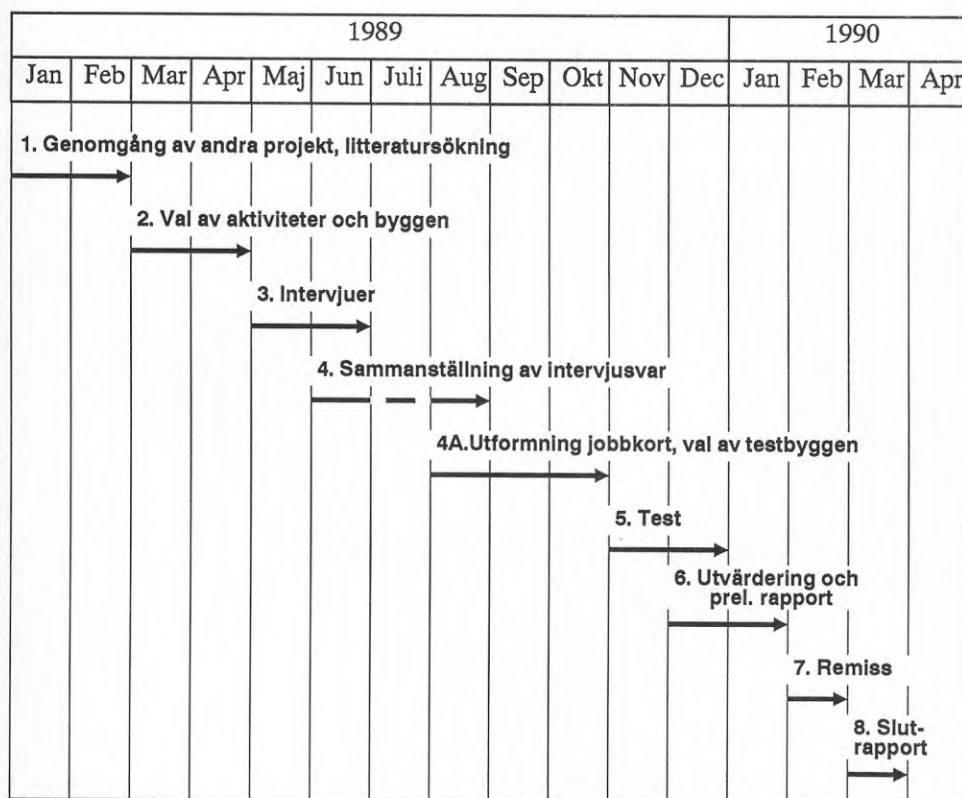 1989 1990
Jan Feb Mar Apr Maj Jun Juli Aug Sep Okt Nov Dec Jan Feb Mar Apr
1. Genomgång av andra projekt, litteratursökning
2. Val av aktiviteter och byggen
3. Intervjuer
4. Sammanställning av intervjusvar
4A.Utformning jobbkort, val av testbyggen
5. Test
6. Utvärdering och
prel. rapport
7. Remiss
8. Slut-
rapport